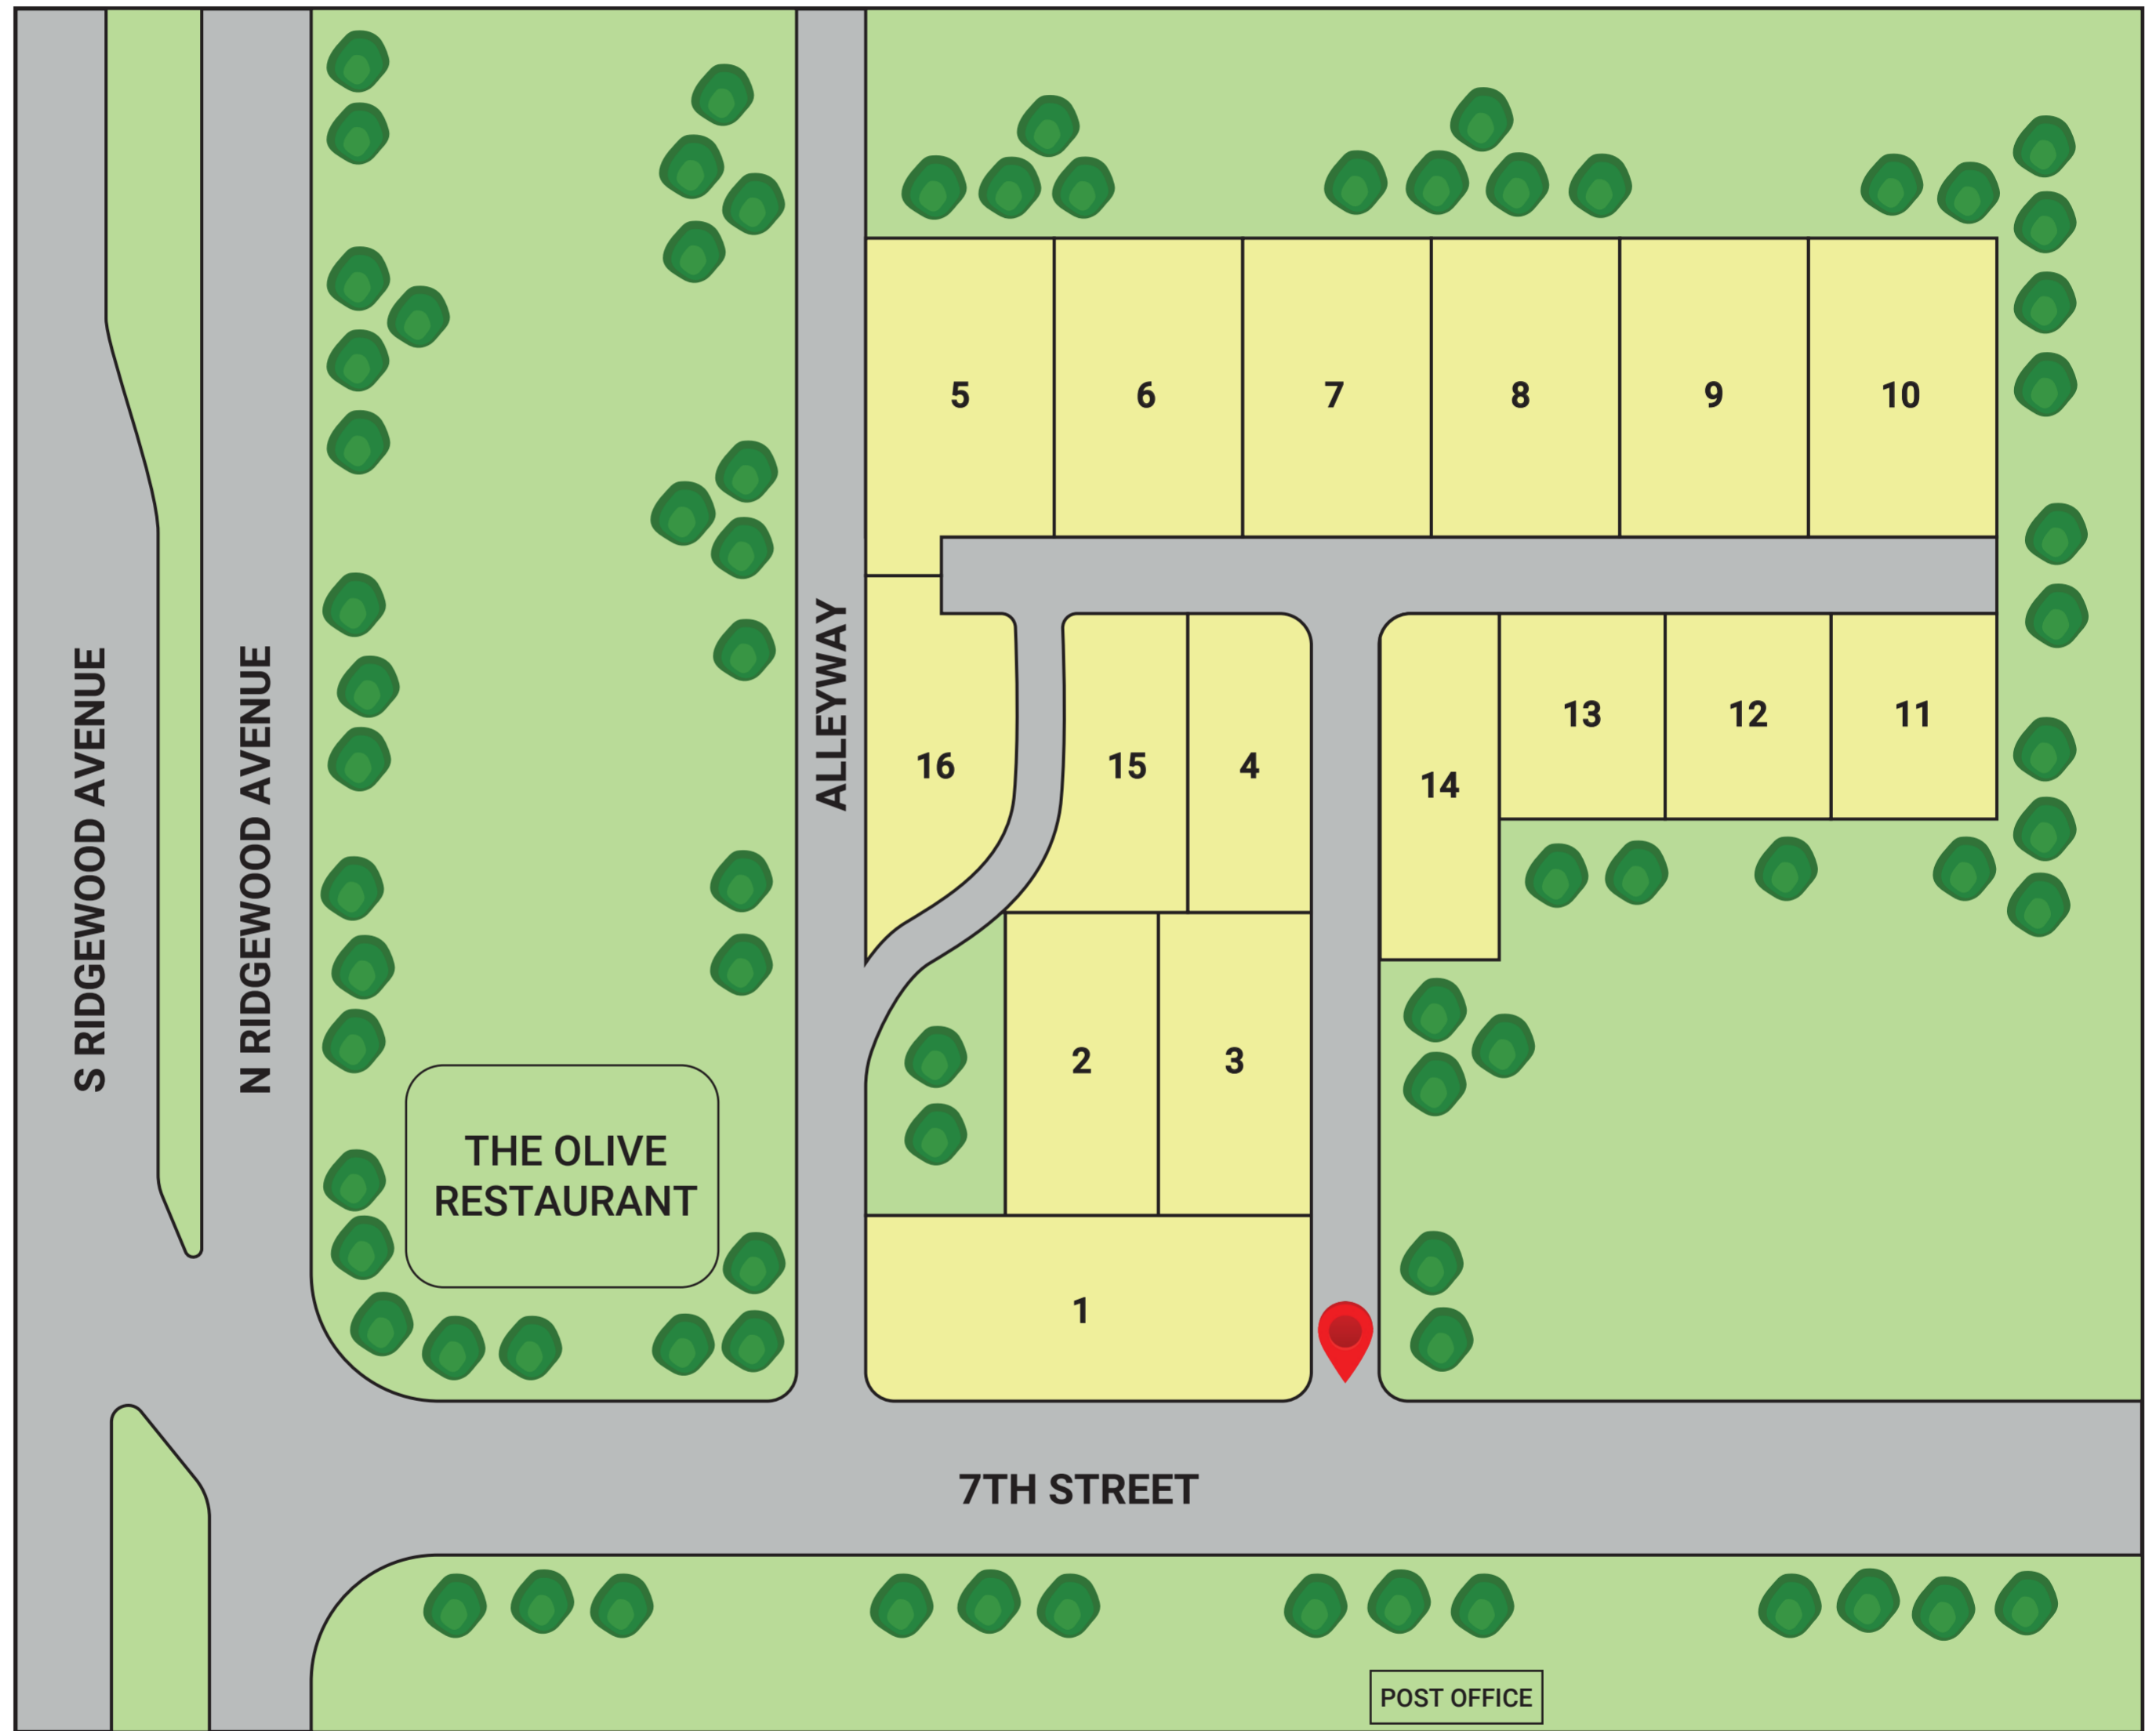 S RIDGEWOOD AVENUE
N RIDGEWOOD AVENUE
ALLEYWAY
5
6
7
8
9
10
16
15
4
14
13
12
11
2
3
THE OLIVE
RESTAURANT
1
7TH STREET
POST OFFICE